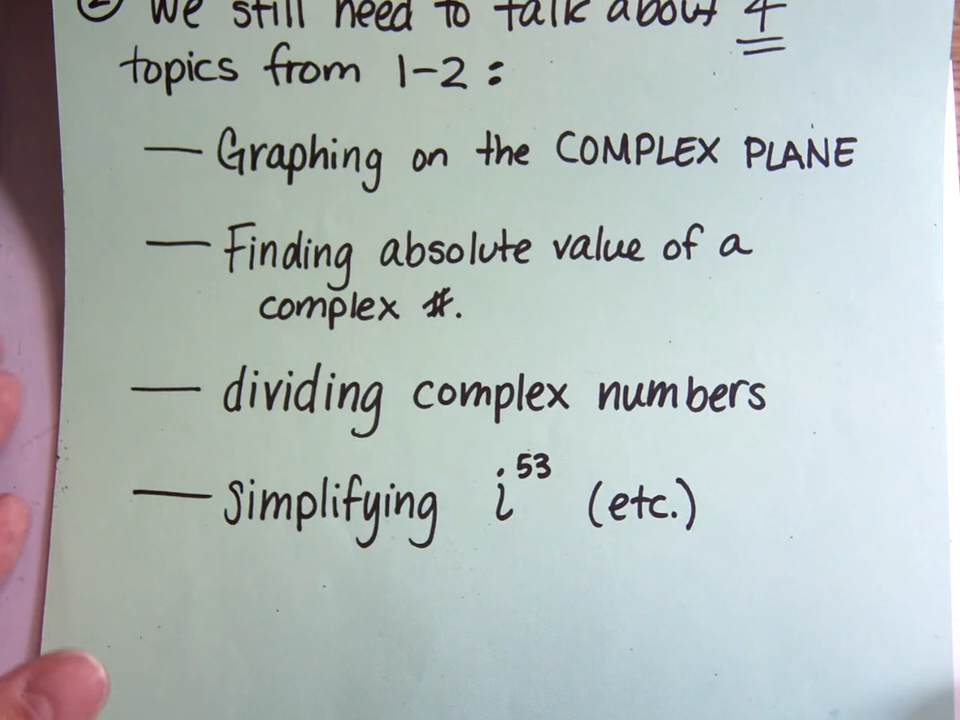 ② We still need to talk about 4
topics from 1-2:
— Graphing on the COMPLEX PLANE
— Finding absolute value of a
complex #.
— dividing complex numbers
— Simplifying i^53 (etc.)